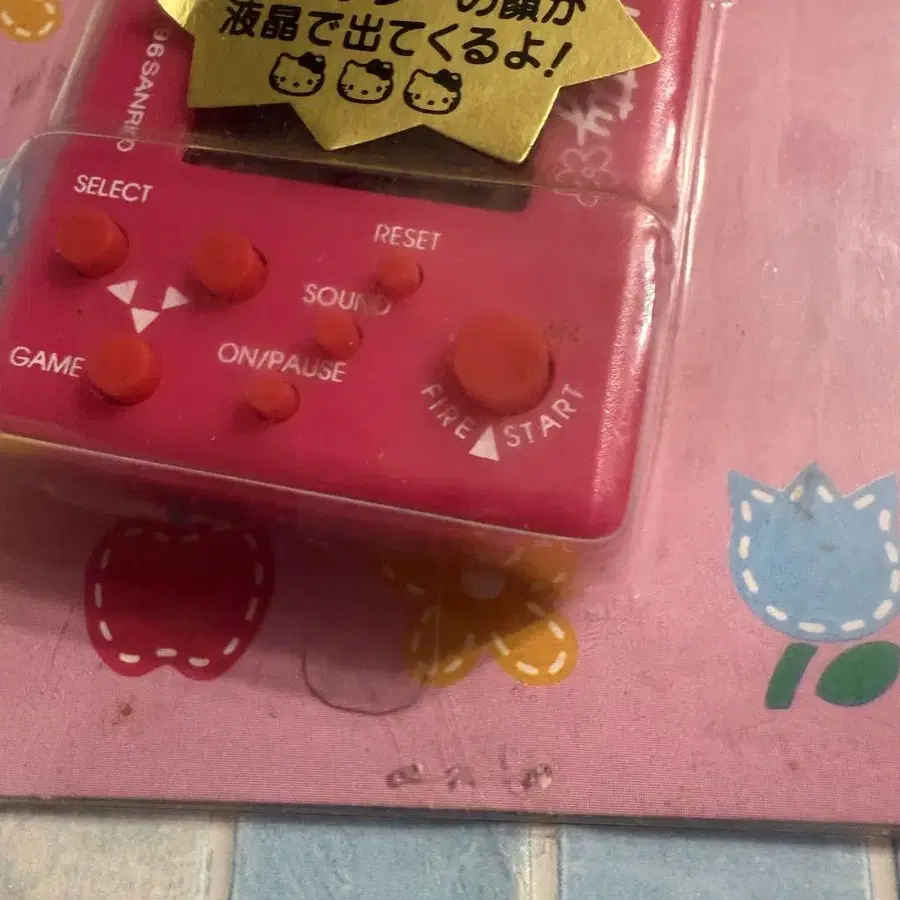 の顔が
液晶で出てくるよ!
96 SANRIO
SELECT
RESET
SOUND
GAME
ON/PAUSE
FIRE START